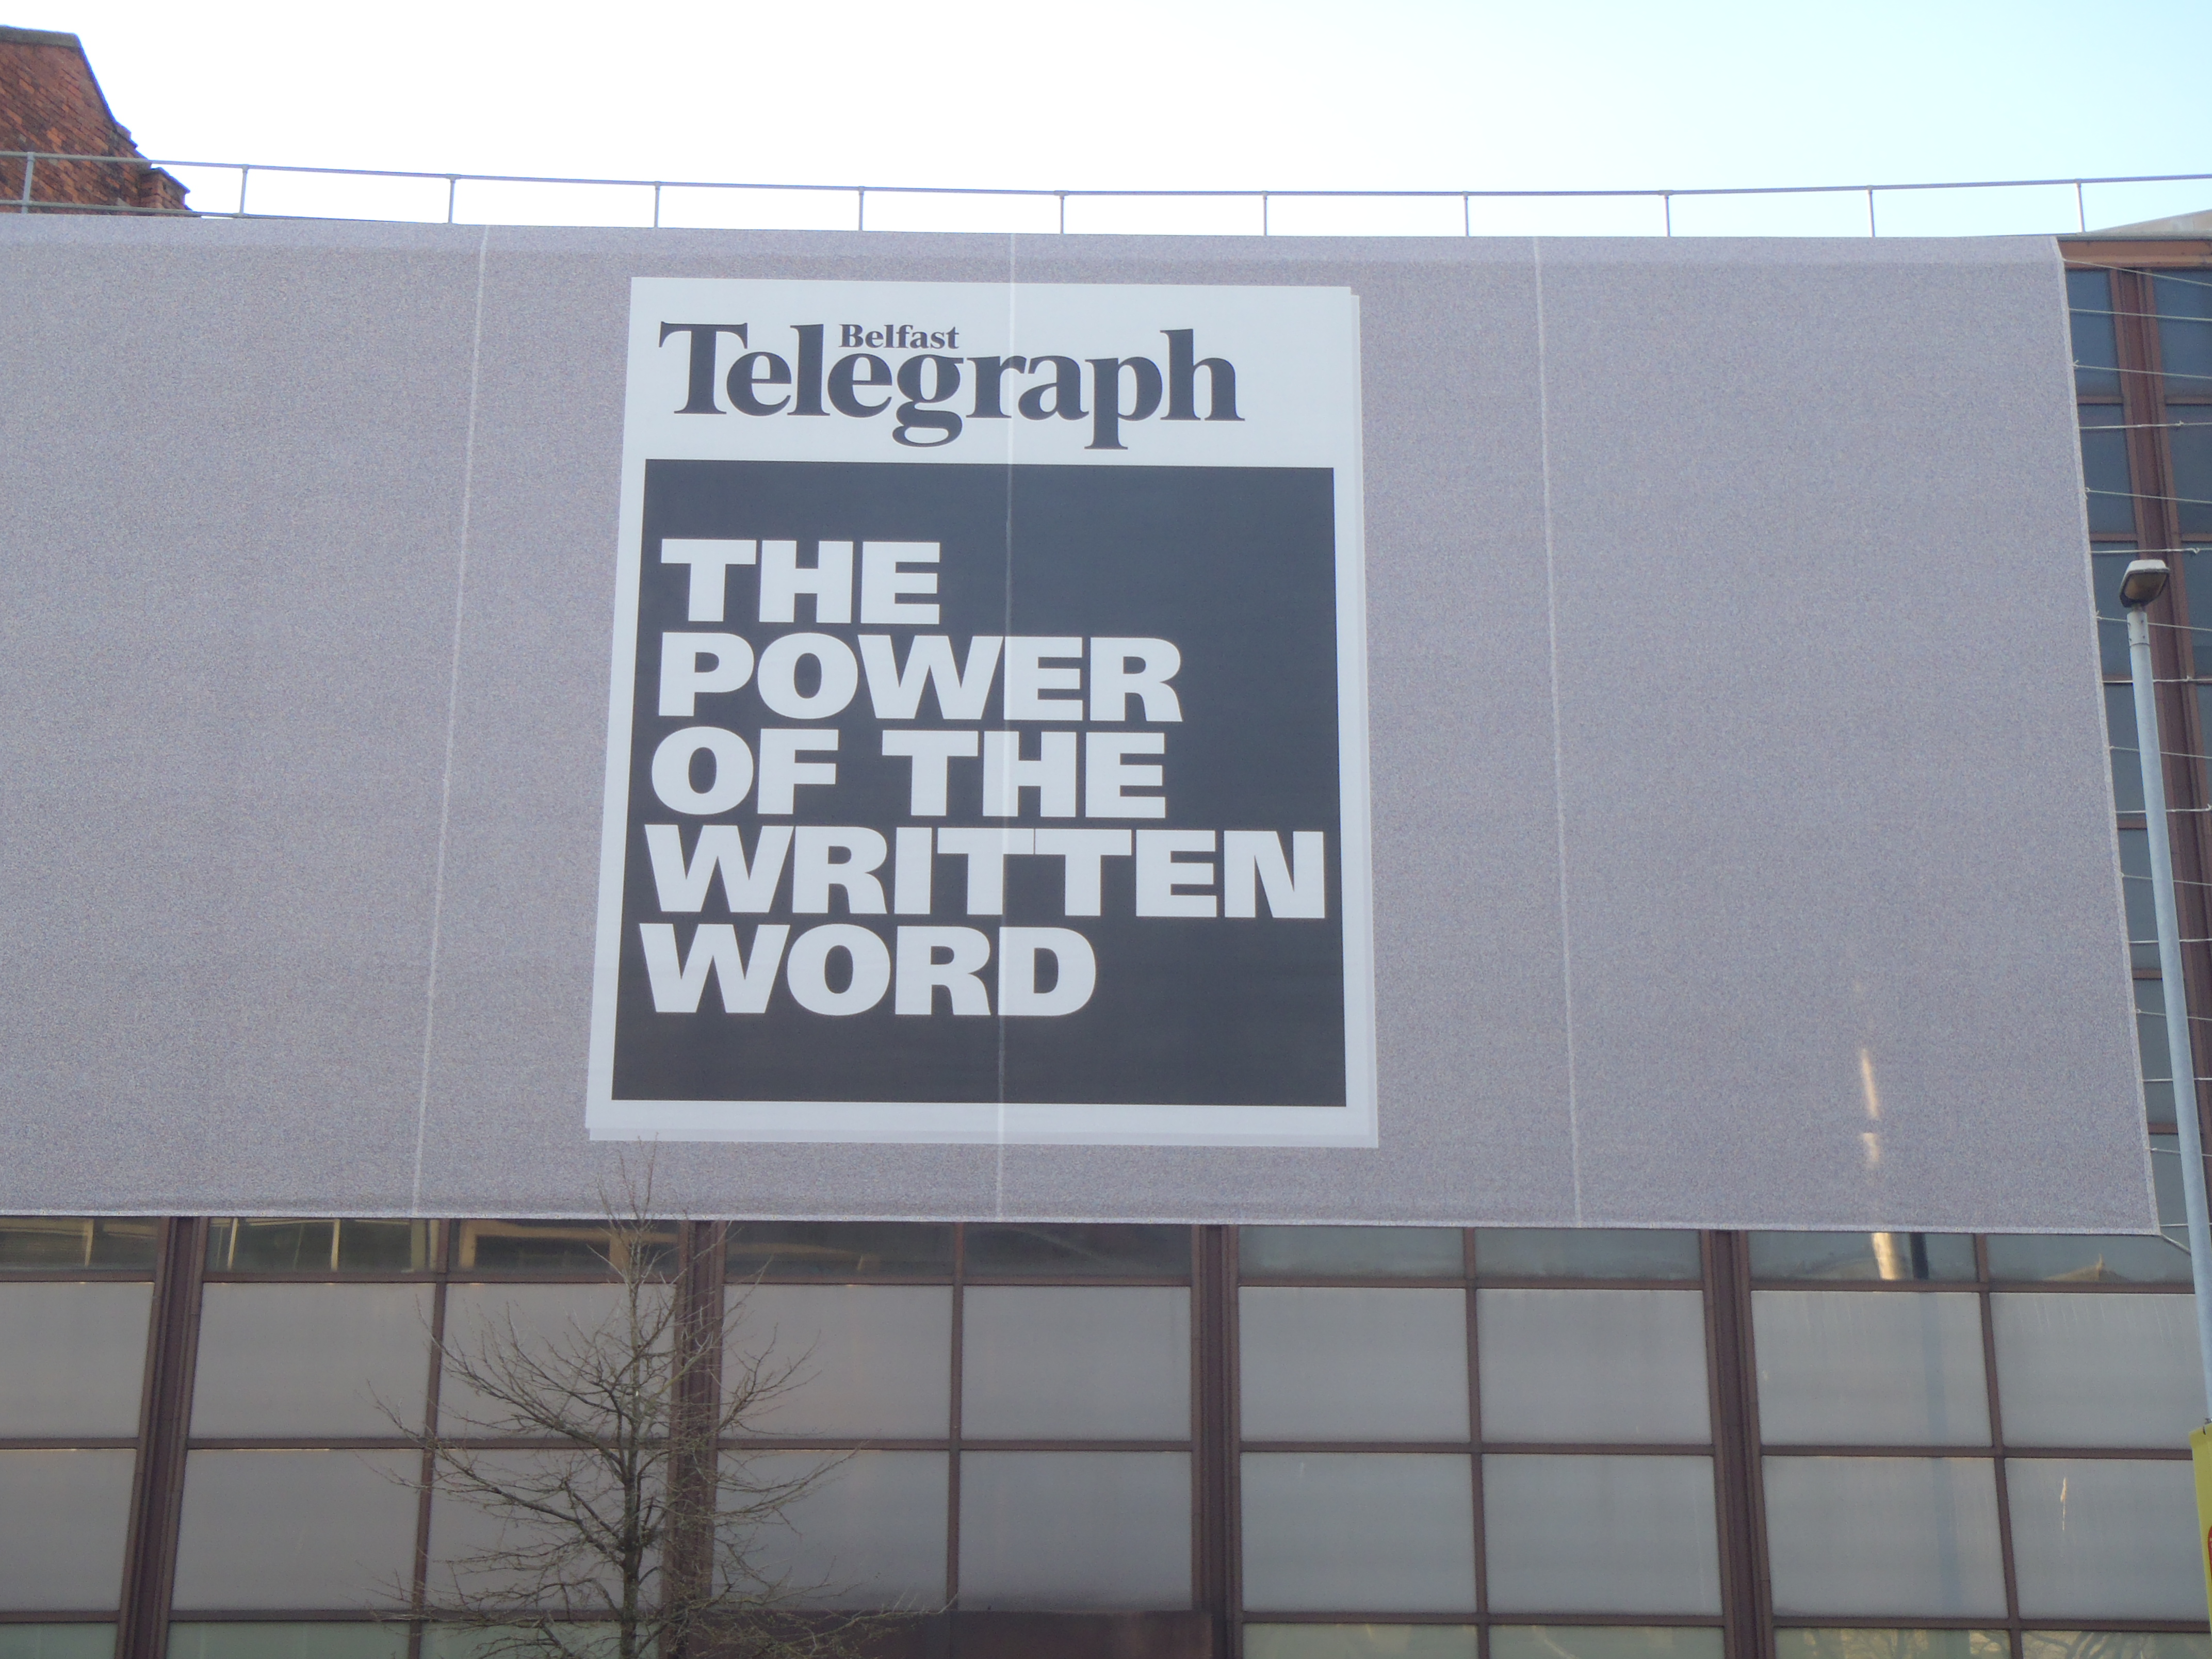 Belfast
Telegraph
THE
POWER
OF THE
WRITTEN
WORD